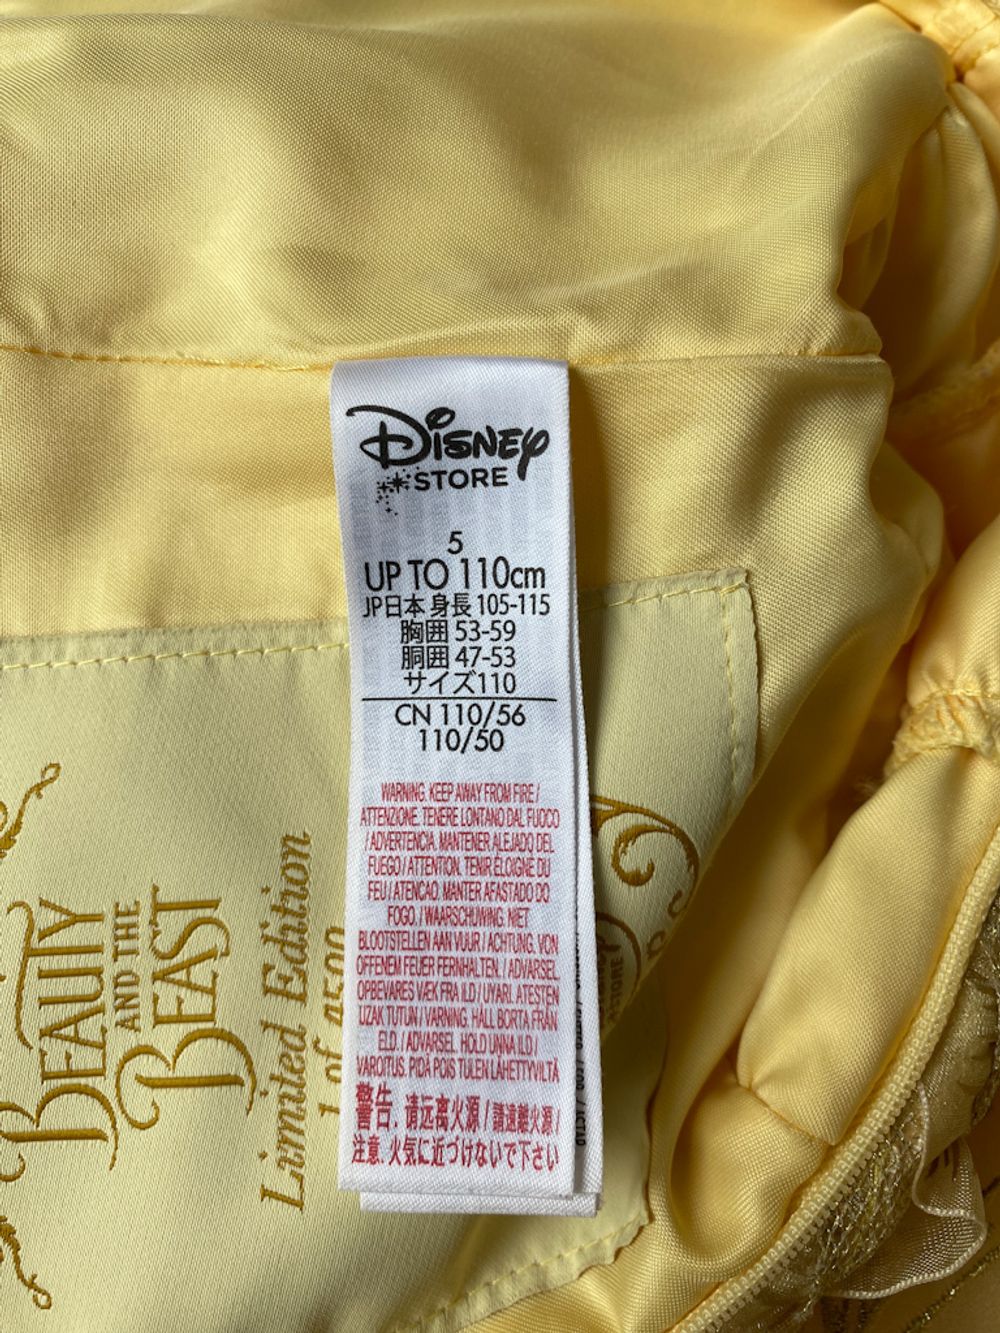 DISNEY
STORE
5
UP TO 110cm
JP日本 身長 105-115
胸囲 53-59
胴囲 47-53
サイズ110
CN 110/56
110/50
WARNING. KEEP AWAY FROM FIRE /
ATTENZIONE. TENERE LONTANO DAL FUOCO
/ ADVERTENCIA. MANTENER ALEJADO DEL
FUEGO / ATTENTION. TENIR ÉLOIGNE DU
FEU / ATENCAO. MANTER AFASTADO DO
FOGO. / WAARSCHUWING. NIET
BLOOTSTELLEN AAN VUUR / ACHTUNG. VON
OFFENEM FEUER FERNHALTEN. / ADVARSEL.
OPBEVARES VÆK FRA ILD / UYARI. ATESTEN
UZAK TUTUN / VARNING. HÅLL BORTA FRÅN
ELD. / ADVARSEL. HOLD UNNA ILD /
VAROITUS. PIDÄ POIS TULEN LÄHETTYVILTÄ
警告. 请远离火源 / 請遠離火源 /
注意. 火気に近づけないで下さい
BEAUTY
AND THE
BEAST
Limited Edition
1 of 4500
STORE